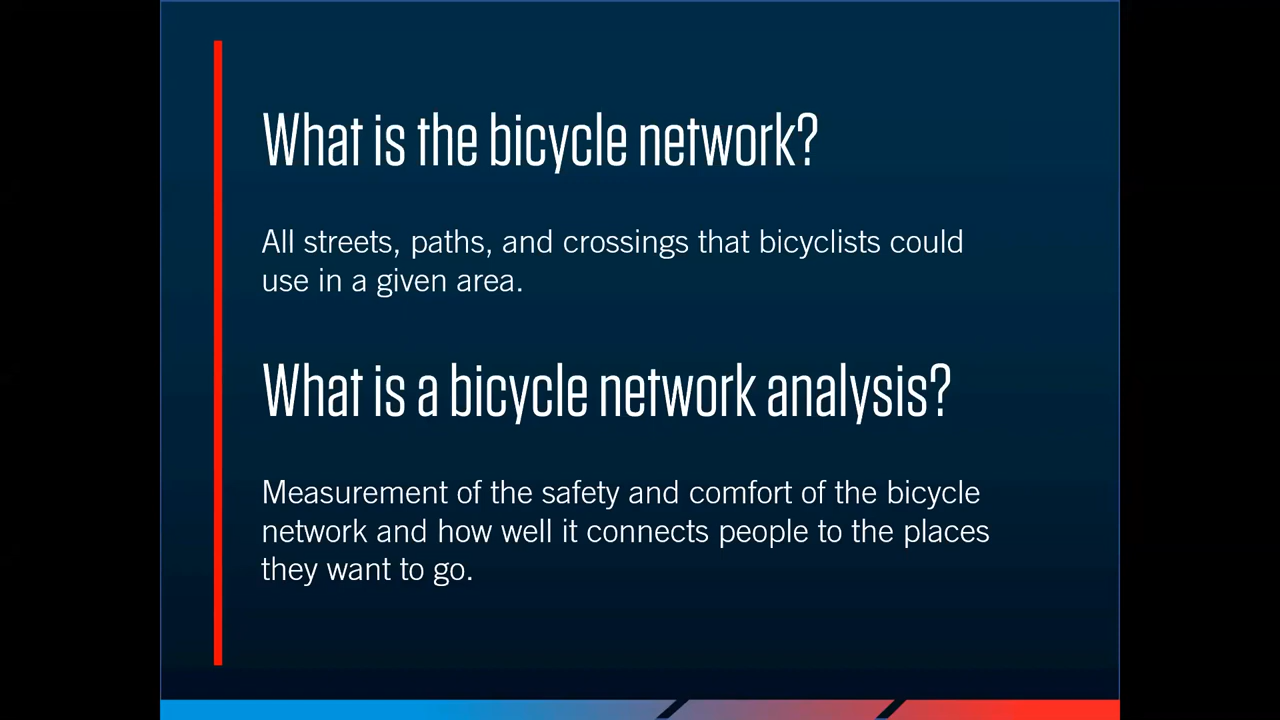 What is the bicycle network?
All streets, paths, and crossings that bicyclists could
use in a given area.
What is a bicycle network analysis?
Measurement of the safety and comfort of the bicycle
network and how well it connects people to the places
they want to go.